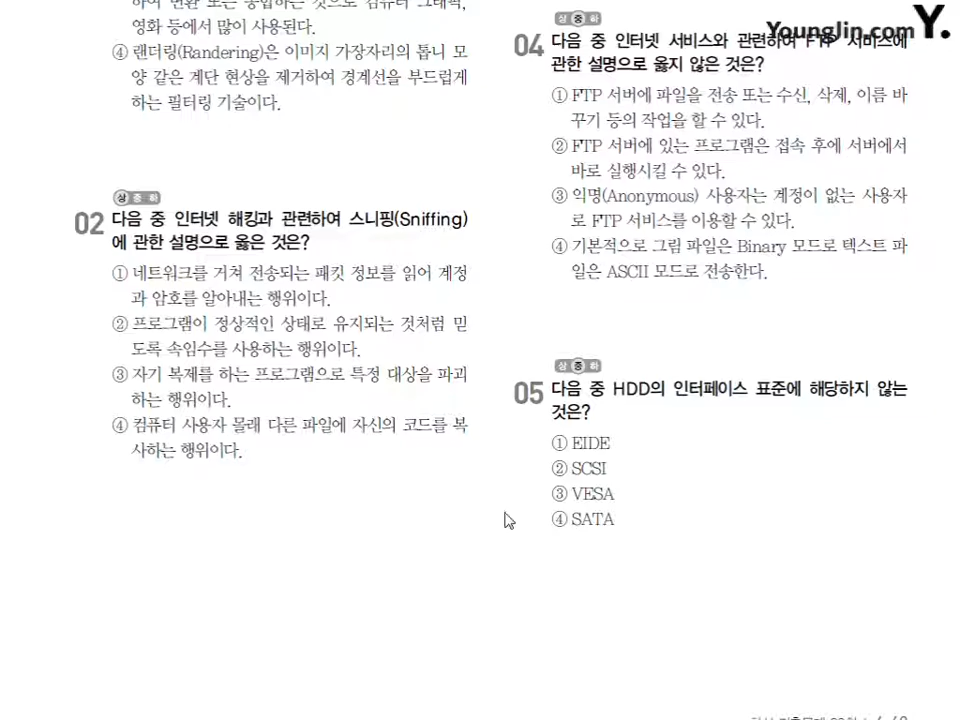 하여 변환 또는 통합하는 것으로 컴퓨터 그래픽,
영화 등에서 많이 사용된다.
④ 랜더링(Randering)은 이미지 가장자리의 톱니 모
양 같은 계단 현상을 제거하여 경계선을 부드럽게
하는 필터링 기술이다.
상 중 하
02 다음 중 인터넷 해킹과 관련하여 스니핑(Sniffing)
에 관한 설명으로 옳은 것은?
① 네트워크를 거쳐 전송되는 패킷 정보를 읽어 계정
과 암호를 알아내는 행위이다.
② 프로그램이 정상적인 상태로 유지되는 것처럼 믿
도록 속임수를 사용하는 행위이다.
③ 자기 복제를 하는 프로그램으로 특정 대상을 파괴
하는 행위이다.
④ 컴퓨터 사용자 몰래 다른 파일에 자신의 코드를 복
사하는 행위이다.
Youngjin.com Y.
상 중 하
04 다음 중 인터넷 서비스와 관련하여 FTP 서비스에
관한 설명으로 옳지 않은 것은?
① FTP 서버에 파일을 전송 또는 수신, 삭제, 이름 바
꾸기 등의 작업을 할 수 있다.
② FTP 서버에 있는 프로그램은 접속 후에 서버에서
바로 실행시킬 수 있다.
③ 익명(Anonymous) 사용자는 계정이 없는 사용자
로 FTP 서비스를 이용할 수 있다.
④ 기본적으로 그림 파일은 Binary 모드로 텍스트 파
일은 ASCII 모드로 전송한다.
상 중 하
05 다음 중 HDD의 인터페이스 표준에 해당하지 않는
것은?
① EIDE
② SCSI
③ VESA
④ SATA